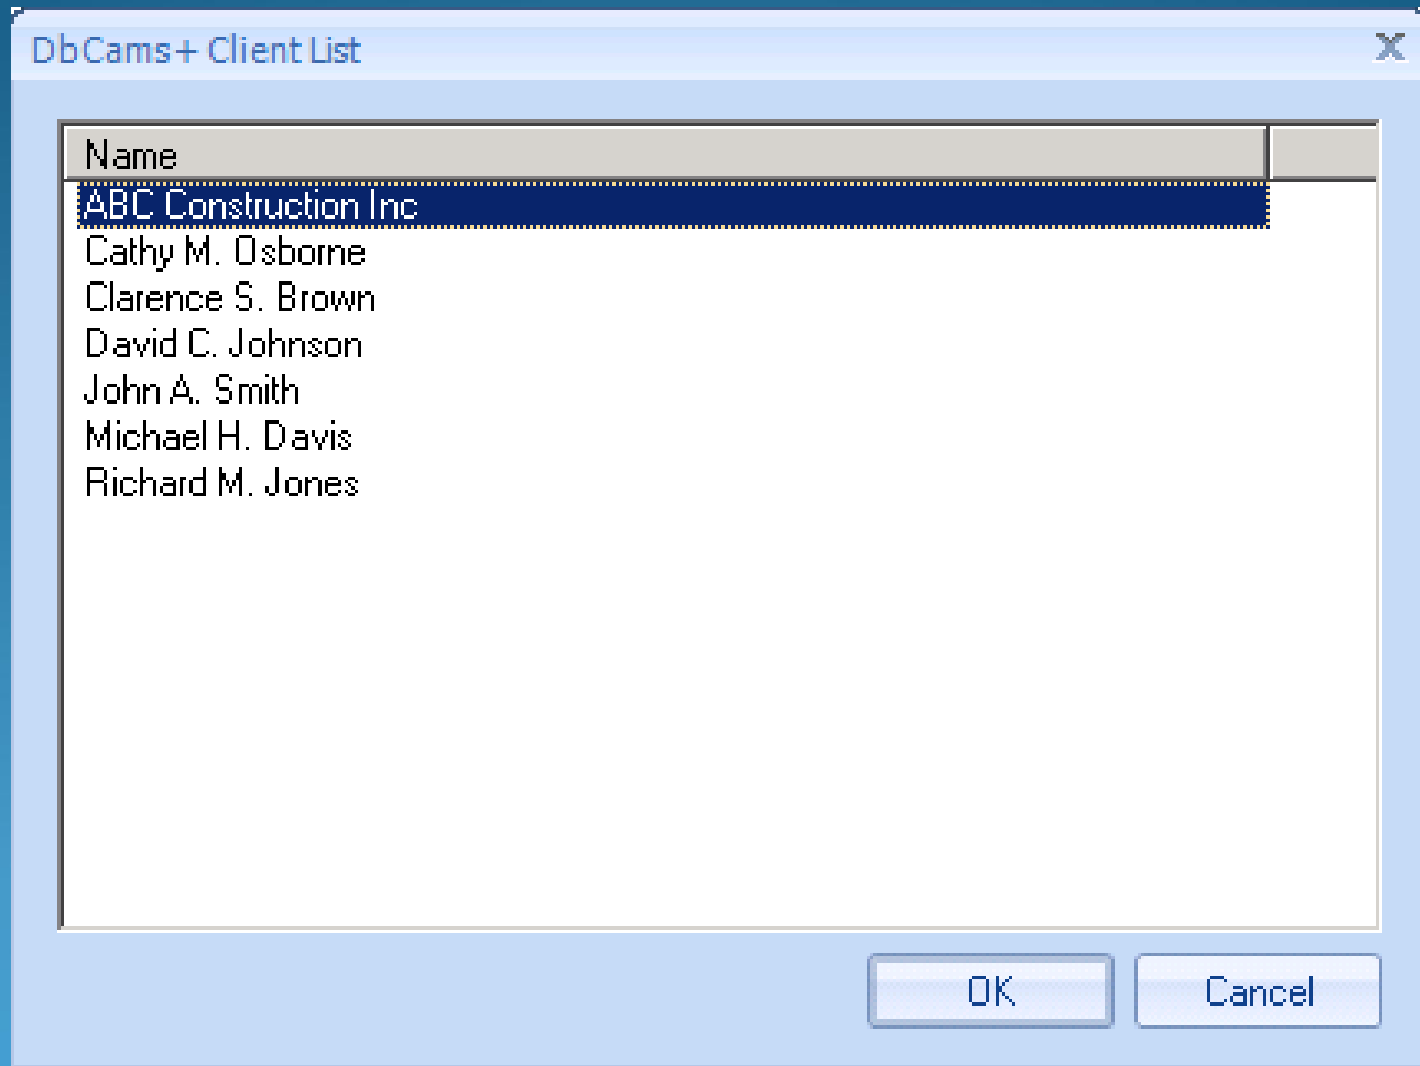 DbCams+ Client List
Name
ABC Construction Inc
Cathy M. Osborne
Clarence S. Brown
David C. Johnson
John A. Smith
Michael H. Davis
Richard M. Jones
OK Cancel